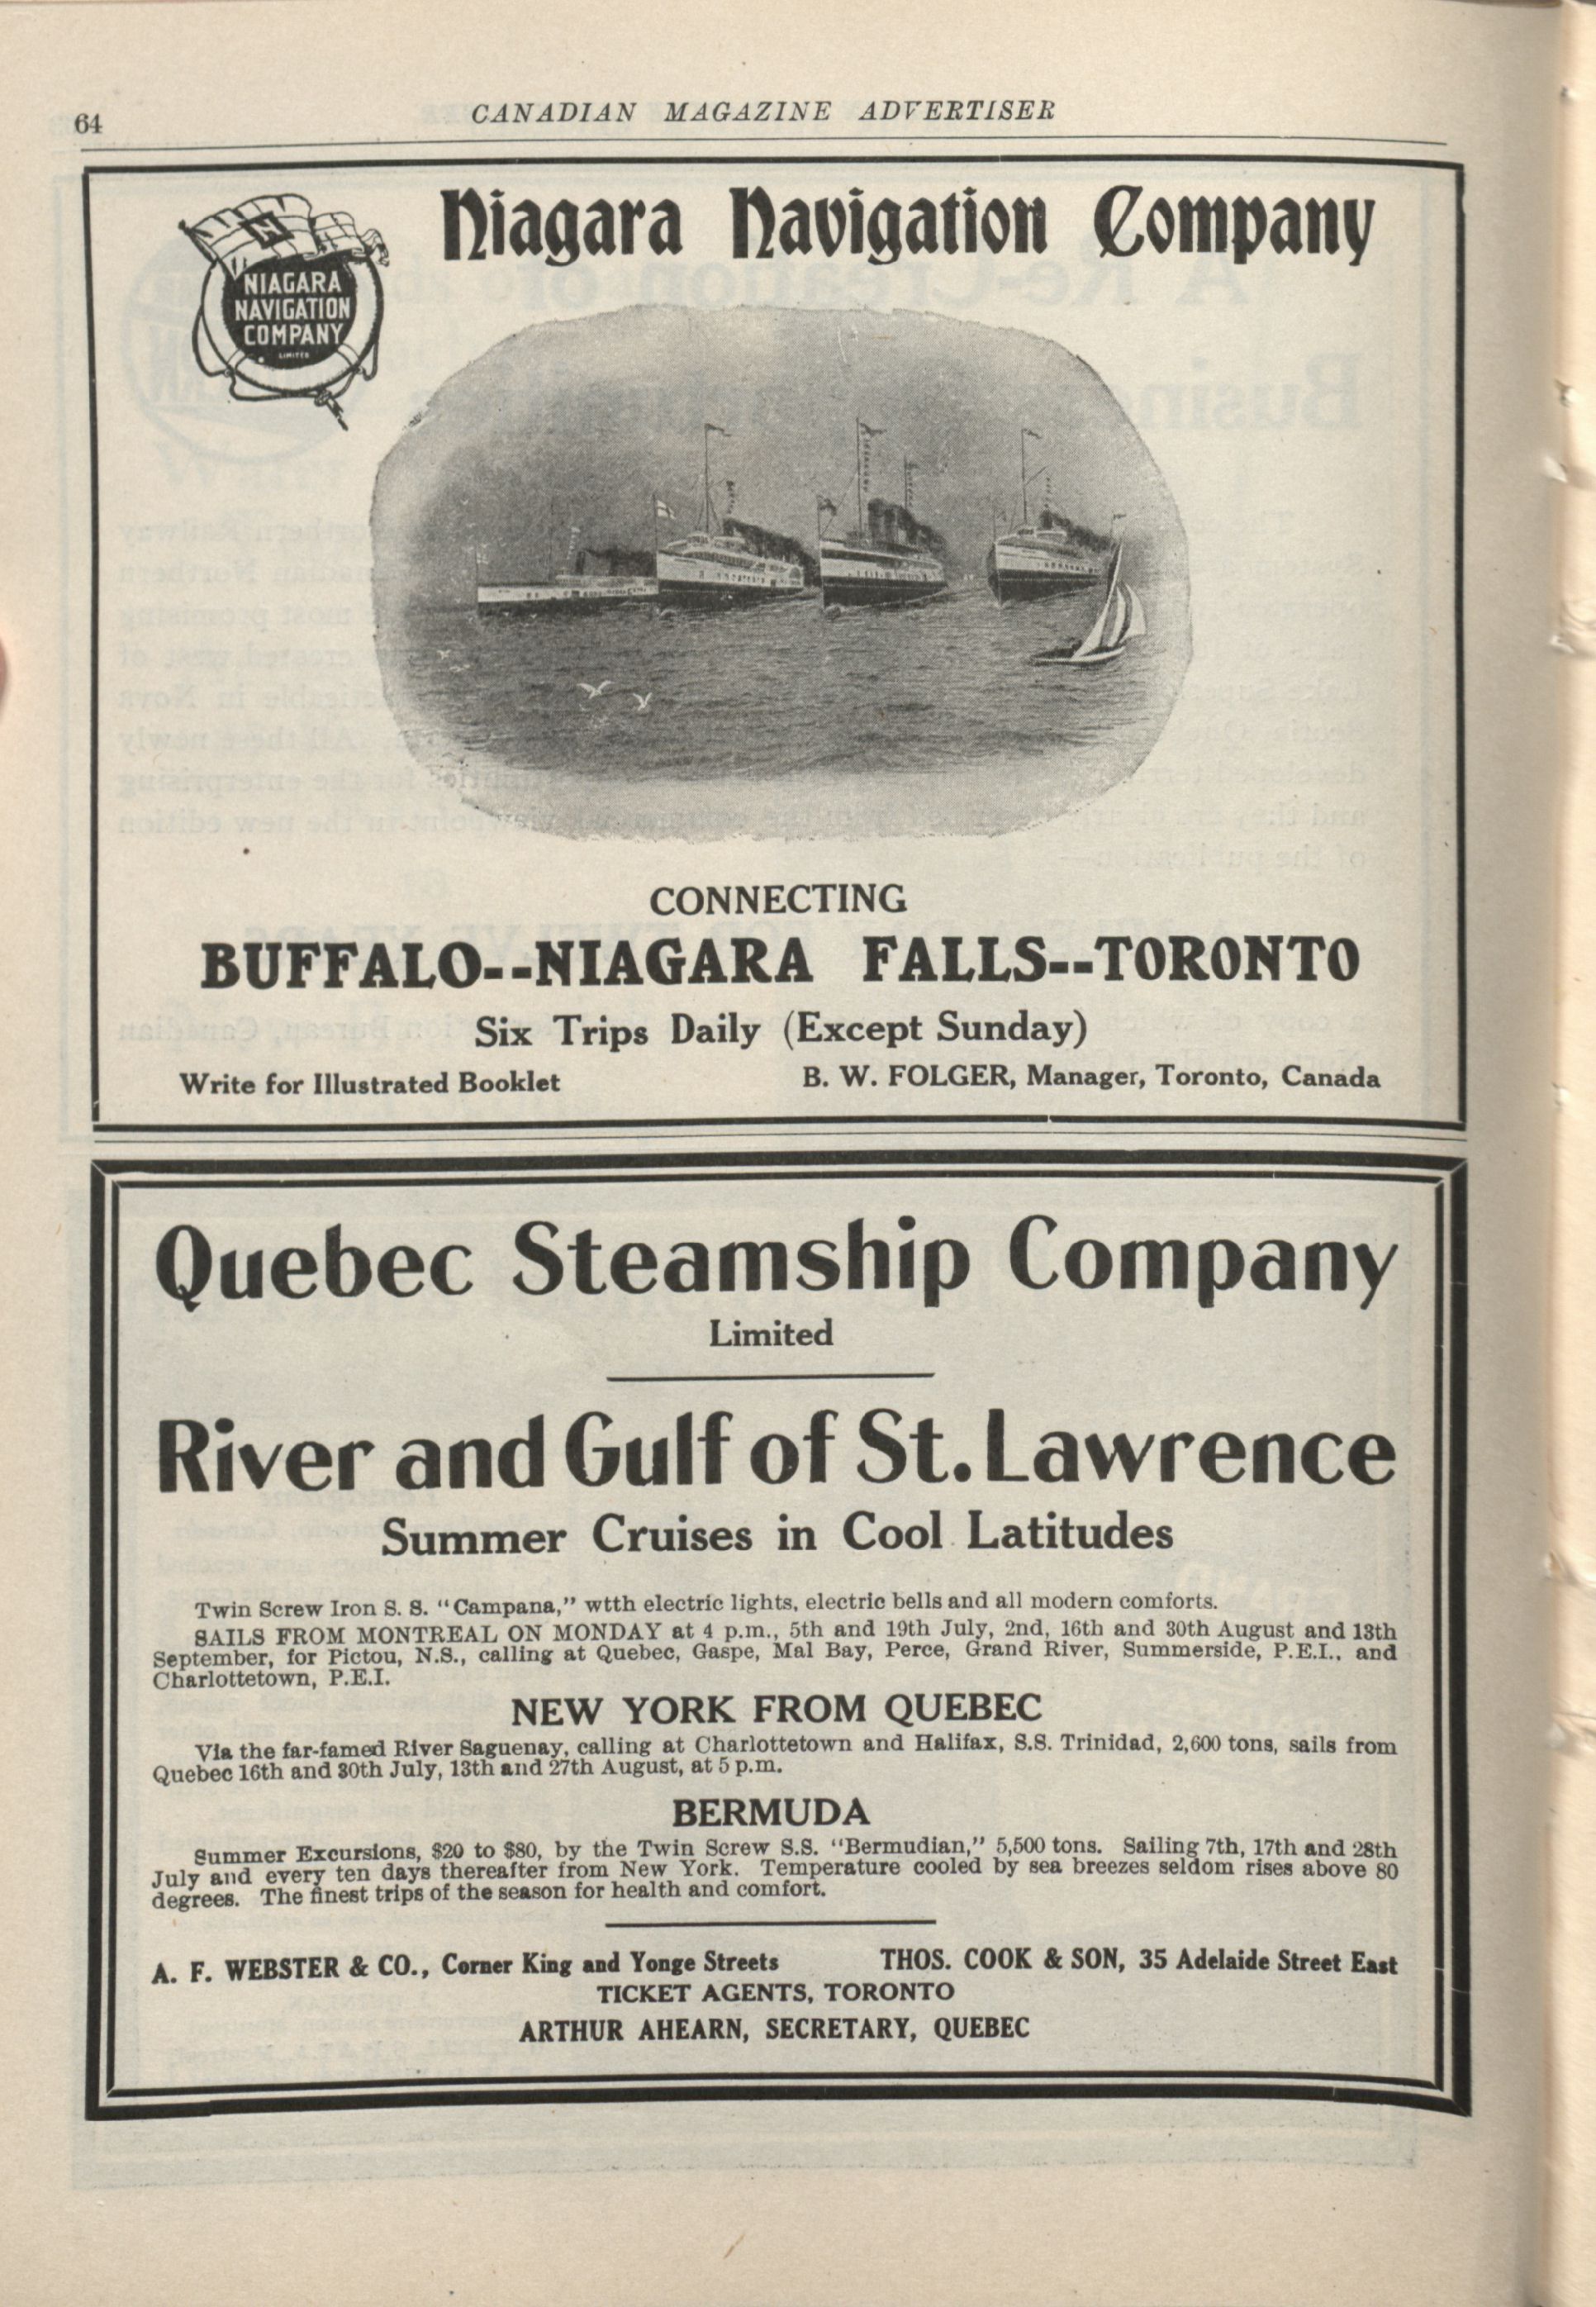 64
CANADIAN MAGAZINE ADVERTISER
NIAGARA
NAVIGATION
COMPANY
LIMITED
Niagara Navigation Company
CONNECTING
BUFFALO--NIAGARA FALLS--TORONTO
Six Trips Daily (Except Sunday)
Write for Illustrated Booklet B. W. FOLGER, Manager, Toronto, Canada
Quebec Steamship Company
Limited
River and Gulf of St. Lawrence
Summer Cruises in Cool Latitudes
Twin Screw Iron S. S. "Campana," wtth electric lights, electric bells and all modern comforts.
SAILS FROM MONTREAL ON MONDAY at 4 p.m., 5th and 19th July, 2nd, 16th and 30th August and 13th
September, for Pictou, N.S., calling at Quebec, Gaspe, Mal Bay, Perce, Grand River, Summerside, P.E.I., and
Charlottetown, P.E.I.
NEW YORK FROM QUEBEC
Via the far-famed River Saguenay, calling at Charlottetown and Halifax, S.S. Trinidad, 2,600 tons, sails from
Quebec 16th and 30th July, 13th and 27th August, at 5 p.m.
BERMUDA
Summer Excursions, $20 to $80, by the Twin Screw S.S. "Bermudian," 5,500 tons. Sailing 7th, 17th and 28th
July and every ten days thereafter from New York. Temperature cooled by sea breezes seldom rises above 80
degrees. The finest trips of the season for health and comfort.
A. F. WEBSTER & CO., Corner King and Yonge Streets THOS. COOK & SON, 35 Adelaide Street East
TICKET AGENTS, TORONTO
ARTHUR AHEARN, SECRETARY, QUEBEC